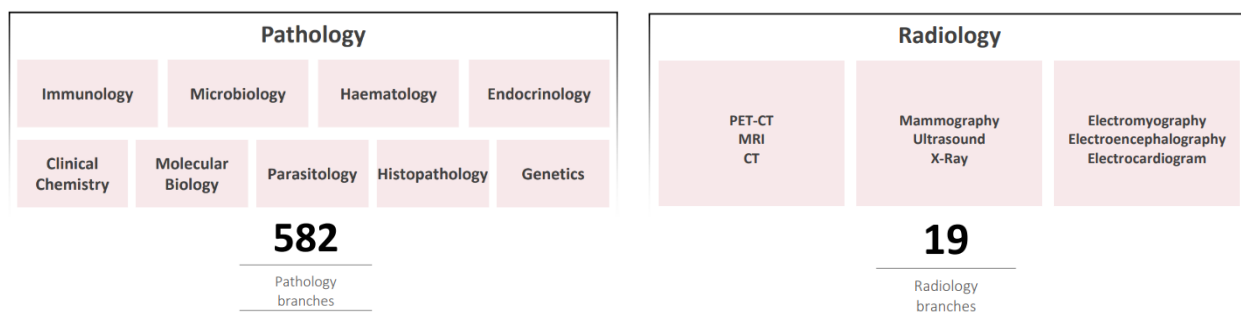 Pathology
Immunology
Microbiology
Haematology
Endocrinology
Clinical
Chemistry
Molecular
Biology
Parasitology
Histopathology
Genetics
582
Pathology
branches
Radiology
PET-CT
MRI
CT
Mammography
Ultrasound
X-Ray
Electromyography
Electroencephalography
Electrocardiogram
19
Radiology
branches